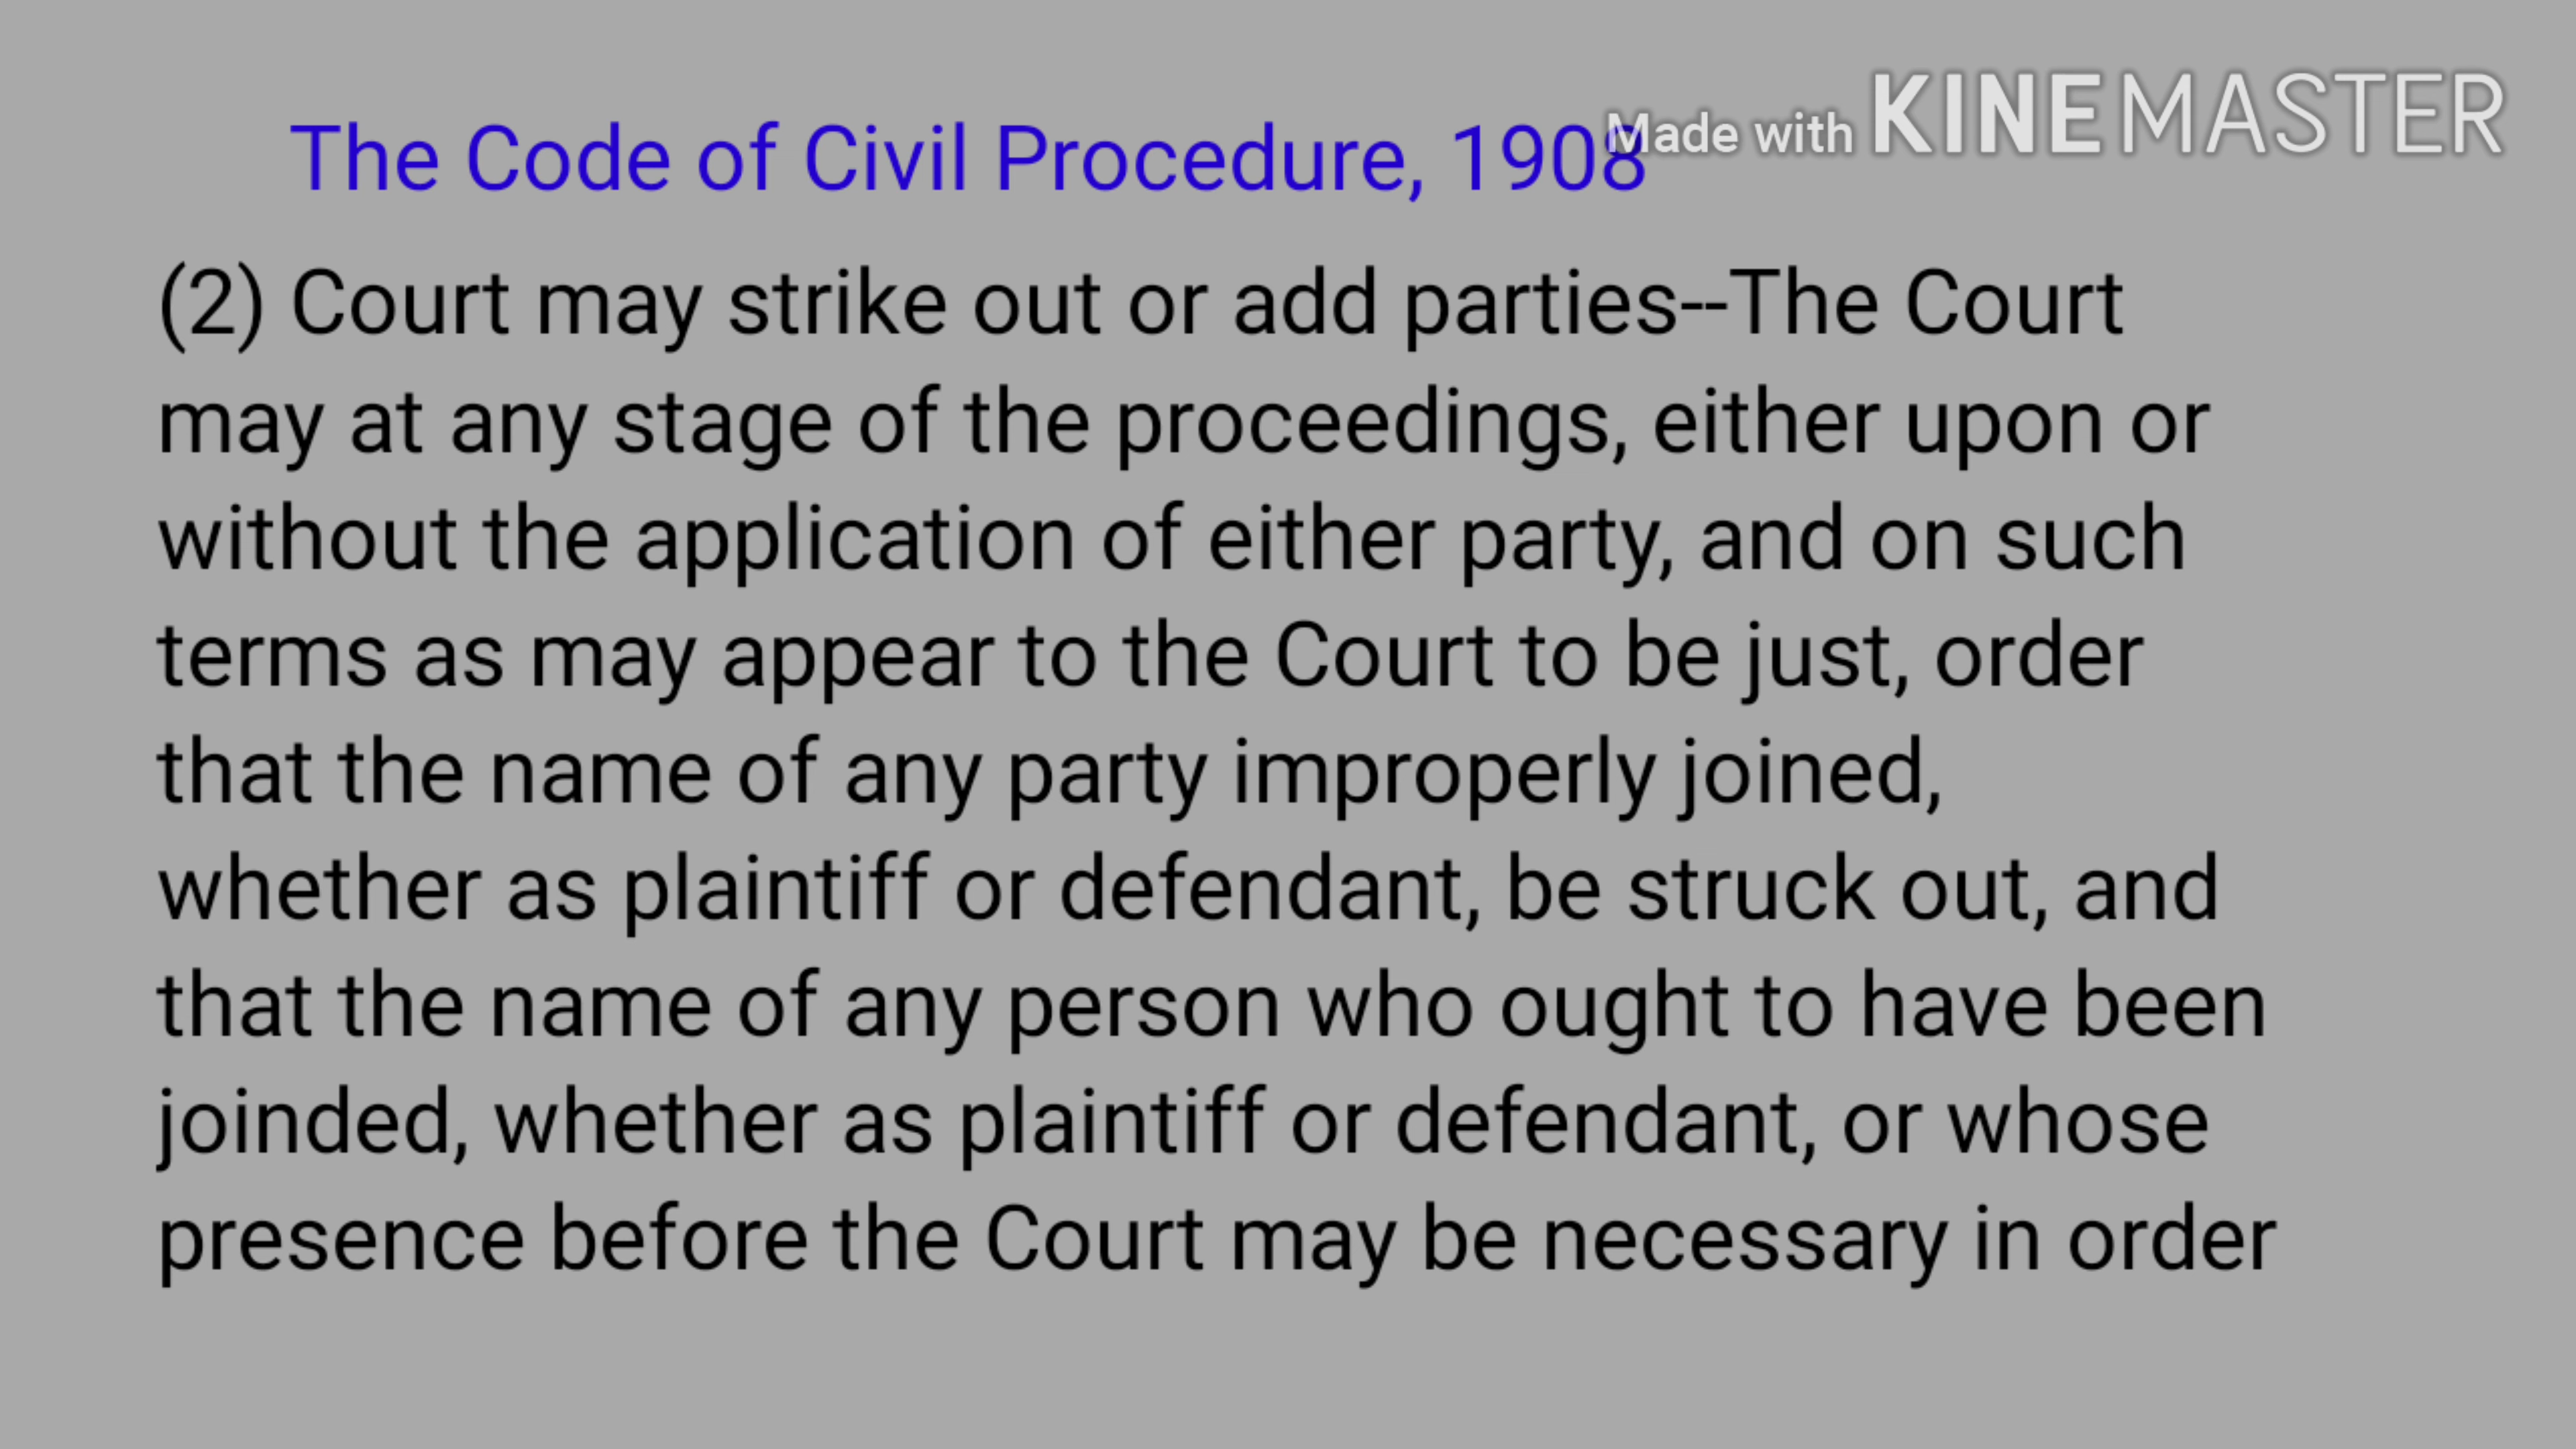 Made with KINEMASTER
The Code of Civil Procedure, 1908
(2) Court may strike out or add parties--The Court
may at any stage of the proceedings, either upon or
without the application of either party, and on such
terms as may appear to the Court to be just, order
that the name of any party improperly joined,
whether as plaintiff or defendant, be struck out, and
that the name of any person who ought to have been
joinded, whether as plaintiff or defendant, or whose
presence before the Court may be necessary in order